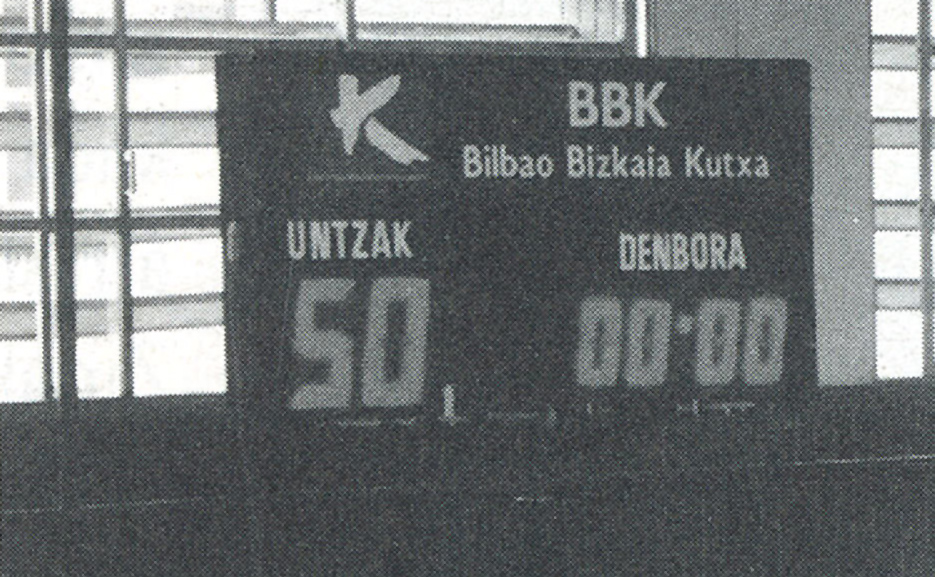 K
BBK
Bilbao Bizkaia Kutxa
UNTZAK
DENBORA
50
00:00